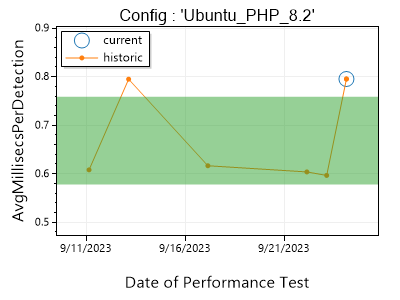 Config : 'Ubuntu_PHP_8.2'
current
historic
AvgMillisecsPerDetection
0.9
0.8
0.7
0.6
0.5
9/11/2023
9/16/2023
9/21/2023
Date of Performance Test